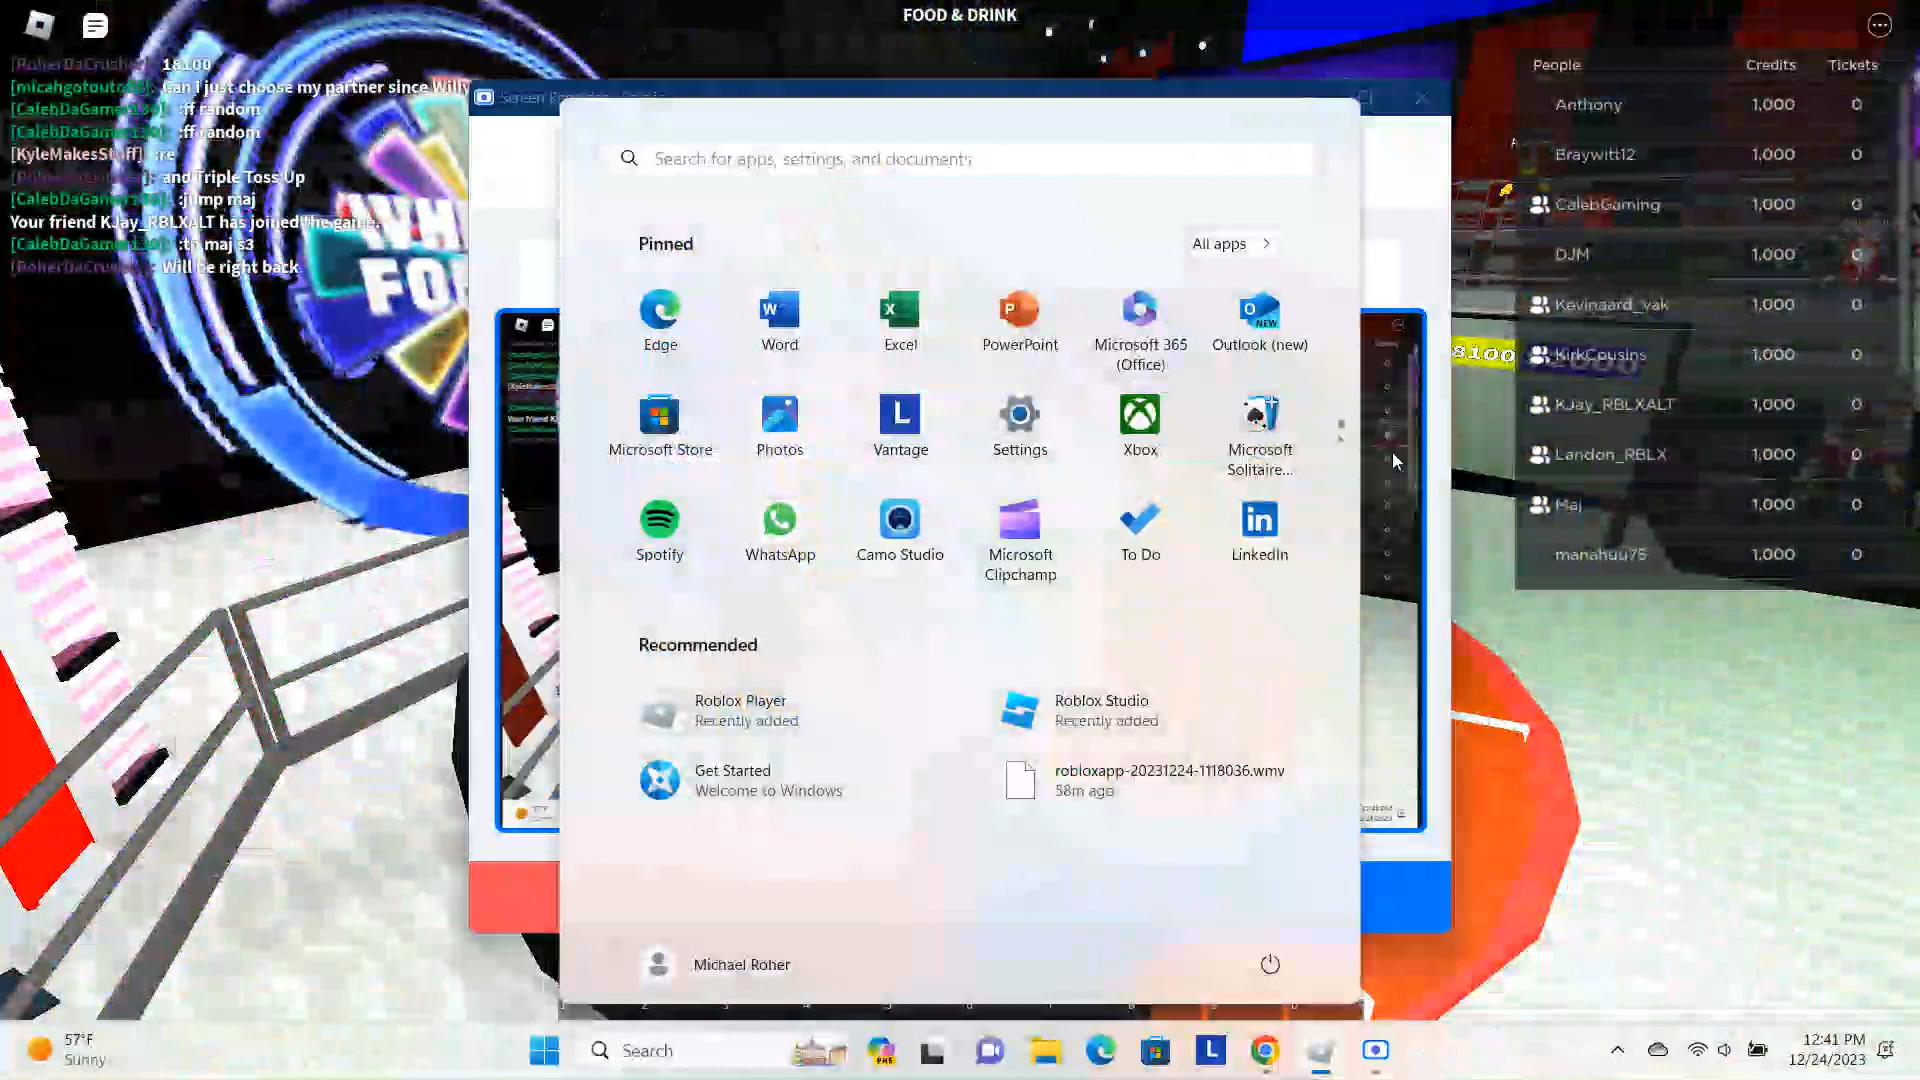 FOOD & DRINK
[RoherDaCrusher]: 18100
[micahgotouto...]: Can I just choose my partner since Willy
[CalebDaGamer130]: :ff random
[CalebDaGamer130]: :ff random
[KyleMakesStuff]: :re
and Triple Toss Up
[CalebDaGamer130]: :jump maj
Your friend KJay_RBLXALT has joined the game.
[CalebDaGamer130]: :tp maj s3
Will be right back.
WH
FO
8100
Search for apps, settings, and documents
Pinned
All apps
Edge
Word
Excel
PowerPoint
Microsoft 365
(Office)
Outlook (new)
Microsoft Store
Photos
Vantage
Settings
Xbox
Microsoft
Solitaire...
Spotify
WhatsApp
Camo Studio
Microsoft
Clipchamp
To Do
LinkedIn
Recommended
Roblox Player
Recently added
Roblox Studio
Recently added
Get Started
Welcome to Windows
robloxapp-20231224-1118036.wmv
58m ago
Michael Roher
People Credits Tickets
Anthony 1,000 0
Braywitt12 1,000 0
CalebGaming 1,000 0
DJM 1,000 0
Kevinaard_vak 1,000 0
KirkCousins 1,000 0
KJay_RBLXALT 1,000 0
Landon_RBLX 1,000 0
Maj 1,000 0
manahuu75 1,000 0
57°F
Sunny
Search
12:41 PM
12/24/2023